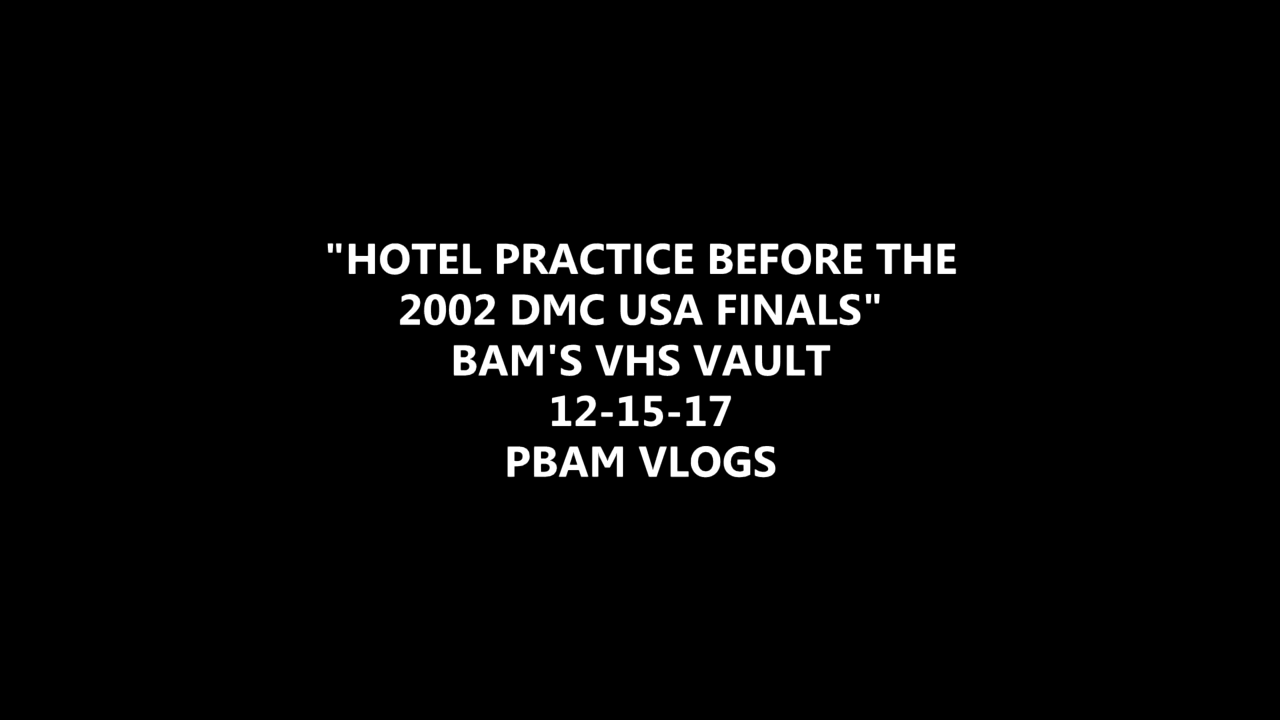 "HOTEL PRACTICE BEFORE THE
2002 DMC USA FINALS"
BAM'S VHS VAULT
12-15-17
PBAM VLOGS